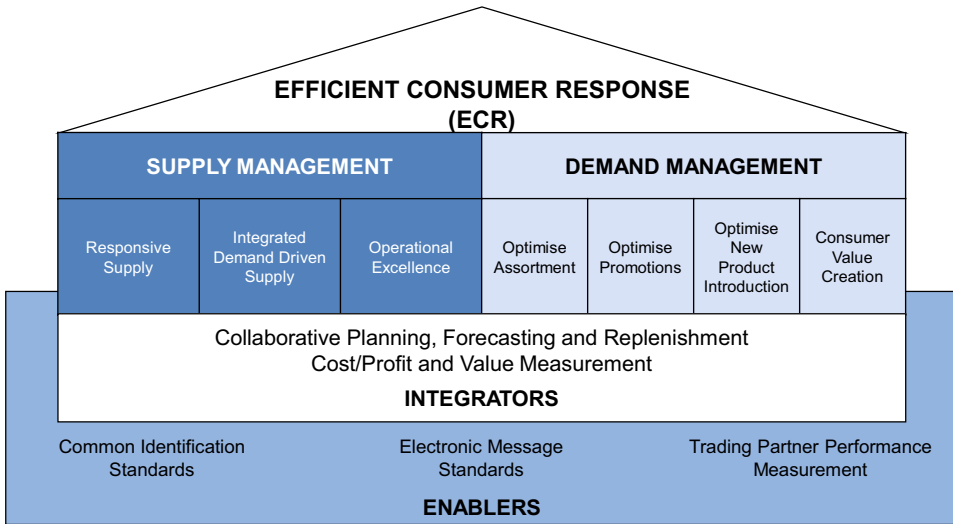 EFFICIENT CONSUMER RESPONSE
(ECR)
SUPPLY MANAGEMENT
DEMAND MANAGEMENT
Responsive
Supply
Integrated
Demand Driven
Supply
Operational
Excellence
Optimise
Assortment
Optimise
Promotions
Optimise
New
Product
Introduction
Consumer
Value
Creation
Collaborative Planning, Forecasting and Replenishment
Cost/Profit and Value Measurement
INTEGRATORS
Common Identification
Standards
Electronic Message
Standards
Trading Partner Performance
Measurement
ENABLERS